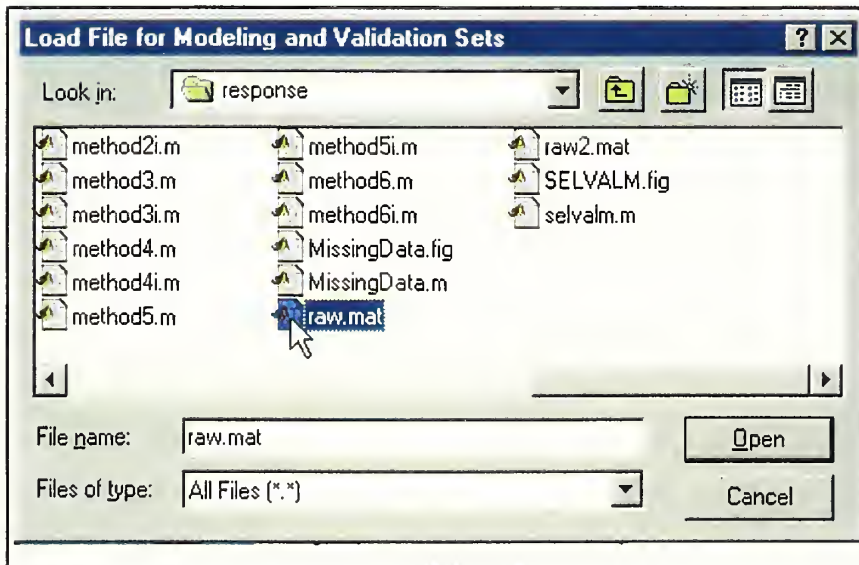 Load File for Modeling and Validation Sets
Look in: response
method2i.m
method3.m
method3i.m
method4.m
method4i.m
method5.m
method5i.m
method6.m
method6i.m
MissingData.fig
MissingData.m
raw.mat
raw2.mat
SELVALM.fig
selvalm.m
File name: raw.mat
Open
Files of type: All Files (*.*)
Cancel